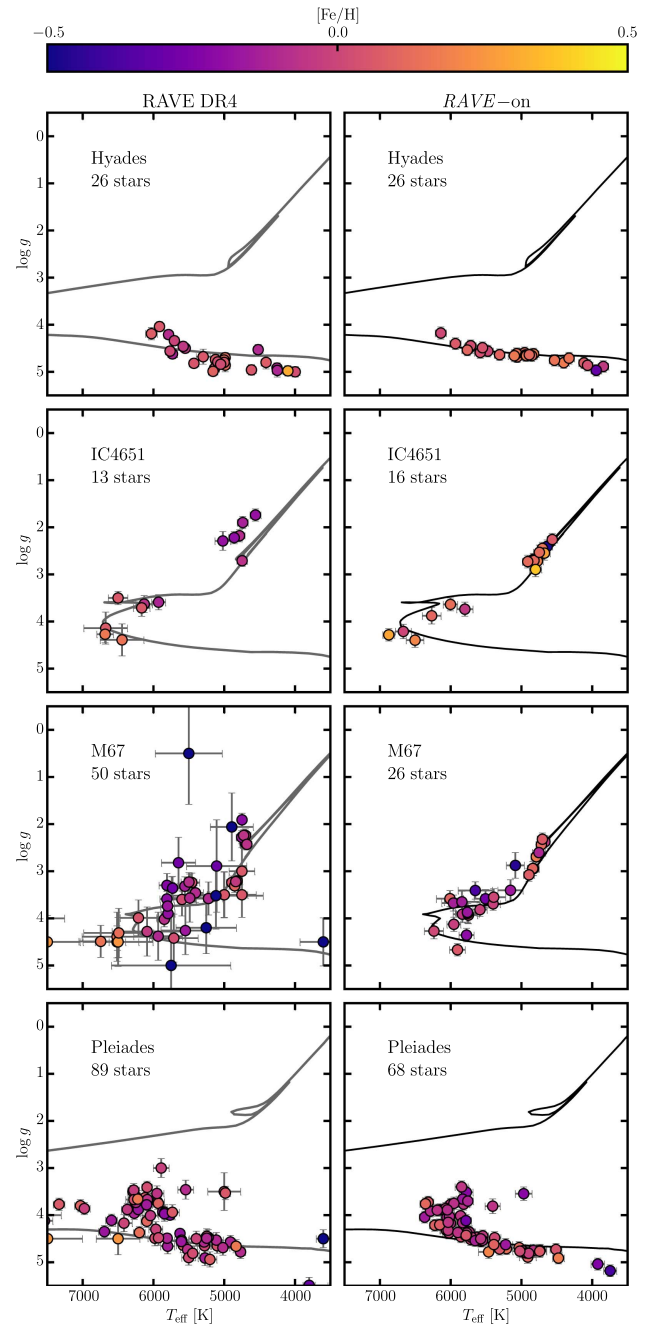 [Fe/H]
−0.5 0.0 0.5
RAVE DR4 RAVE−on
Hyades
26 stars
Hyades
26 stars
0
1
2
3
4
5
log g
IC4651
13 stars
IC4651
16 stars
0
1
2
3
4
5
log g
M67
50 stars
M67
26 stars
0
1
2
3
4
5
log g
Pleiades
89 stars
Pleiades
68 stars
0
1
2
3
4
5
log g
7000 6000 5000 4000 7000 6000 5000 4000
Teff [K] Teff [K]